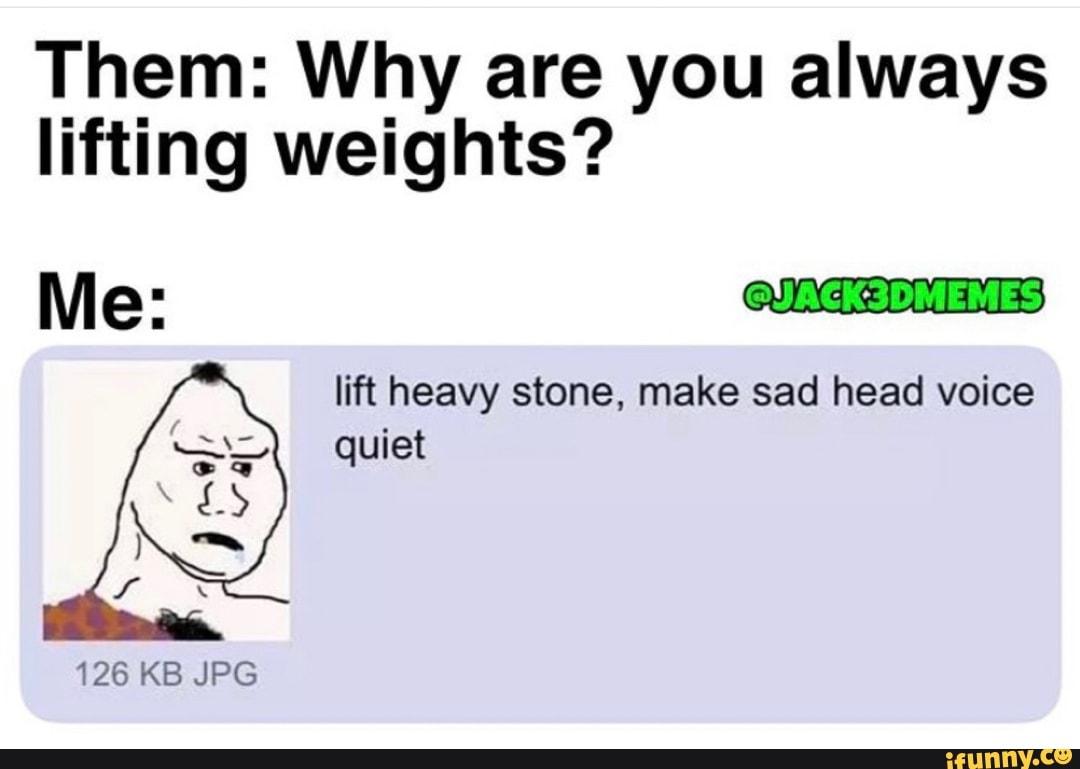 Them: Why are you always
lifting weights?
Me:
@JACK3DMEMES
lift heavy stone, make sad head voice
quiet
126 KB JPG
ifunny.co